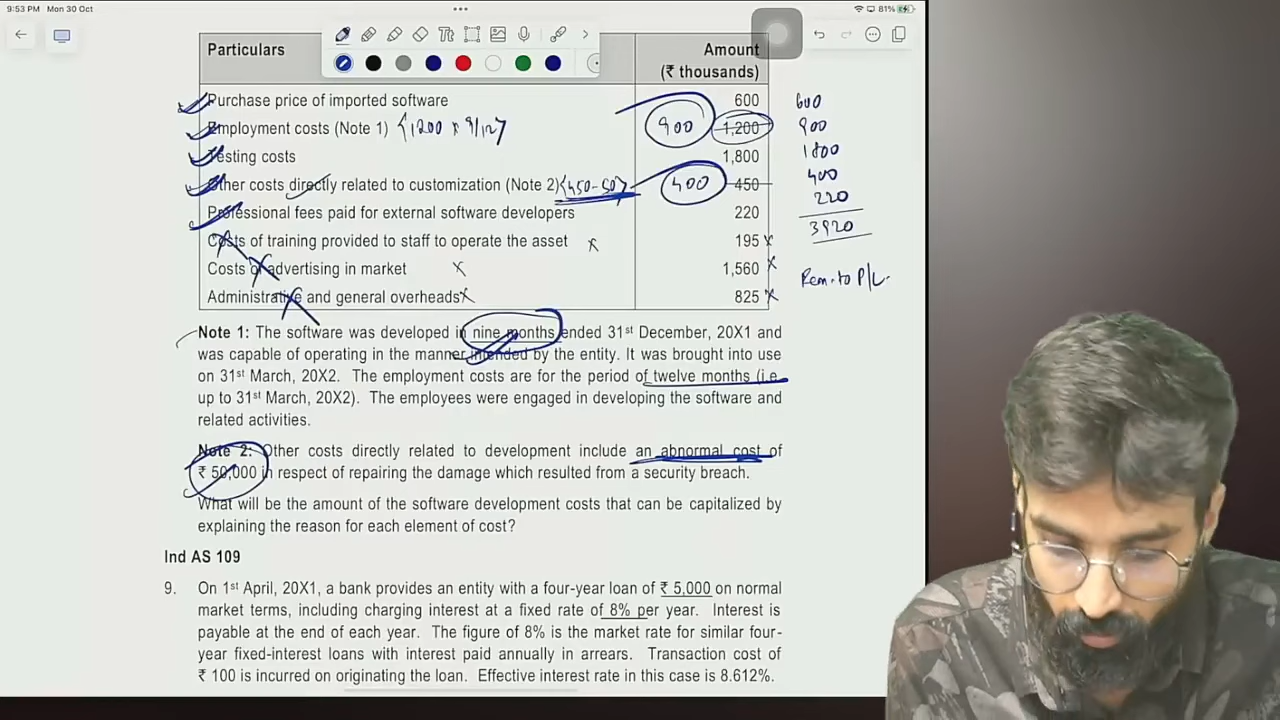 9:53 PM Mon 30 Oct
81%
Particulars Amount
(₹ thousands)
Purchase price of imported software 600
Employment costs (Note 1) {1200 x 9/12} 900 1,200
Testing costs 1,800
Other costs directly related to customization (Note 2) {450-50} 400 450
Professional fees paid for external software developers 220
Costs of training provided to staff to operate the asset x 195 x
Costs of advertising in market x 1,560 x
Administrative and general overheads x 825 x
600
900
1800
400
220
3920
Rem. to P/L.
Note 1: The software was developed in nine months ended 31st December, 20X1 and
was capable of operating in the manner intended by the entity. It was brought into use
on 31st March, 20X2. The employment costs are for the period of twelve months (i.e.
up to 31st March, 20X2). The employees were engaged in developing the software and
related activities.
Note 2: Other costs directly related to development include an abnormal cost of
₹ 50,000 in respect of repairing the damage which resulted from a security breach.
What will be the amount of the software development costs that can be capitalized by
explaining the reason for each element of cost?
Ind AS 109
9. On 1st April, 20X1, a bank provides an entity with a four-year loan of ₹ 5,000 on normal
market terms, including charging interest at a fixed rate of 8% per year. Interest is
payable at the end of each year. The figure of 8% is the market rate for similar four-
year fixed-interest loans with interest paid annually in arrears. Transaction cost of
₹ 100 is incurred on originating the loan. Effective interest rate in this case is 8.612%.